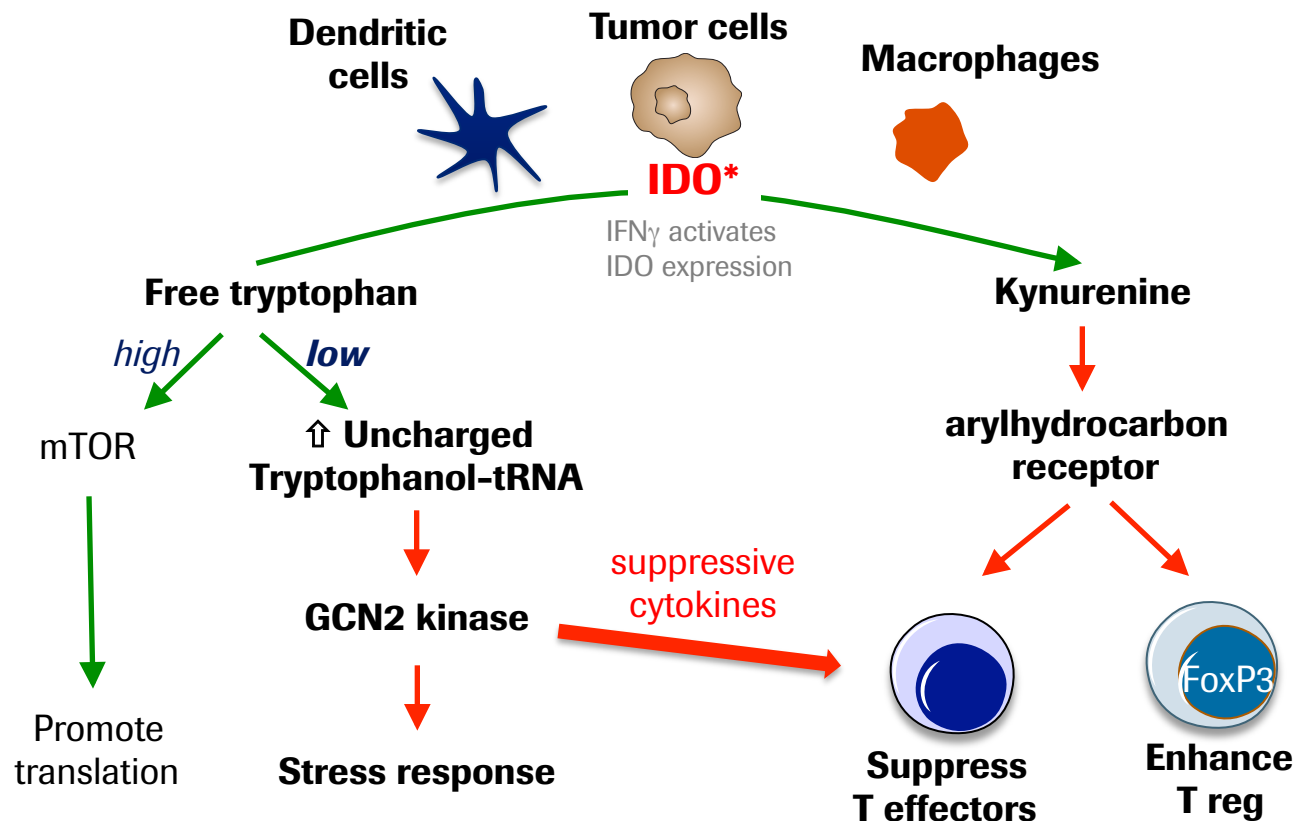 Dendritic
cells
Tumor cells
Macrophages
IDO*
IFNγ activates
IDO expression
Free tryptophan
Kynurenine
high
low
mTOR
⇧ Uncharged
Tryptophanol-tRNA
arylhydrocarbon
receptor
suppressive
cytokines
GCN2 kinase
FoxP3
Promote
translation
Stress response
Suppress
T effectors
Enhance
T reg